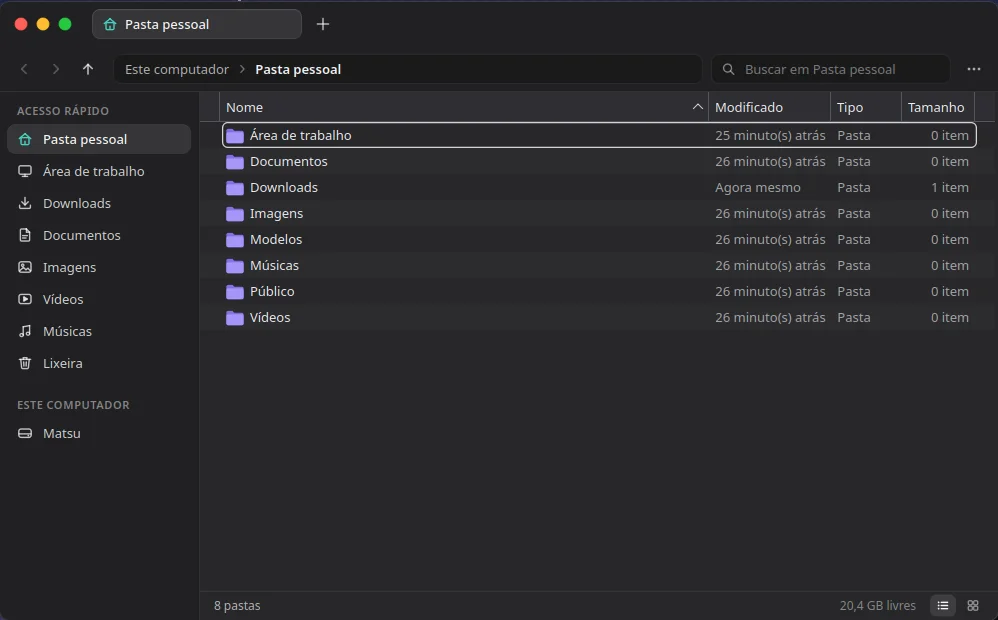 Pasta pessoal
Este computador > Pasta pessoal
Buscar em Pasta pessoal
ACESSO RÁPIDO
Pasta pessoal
Área de trabalho
Downloads
Documentos
Imagens
Vídeos
Músicas
Lixeira
ESTE COMPUTADOR
Matsu
Nome Modificado Tipo Tamanho
Área de trabalho 25 minuto(s) atrás Pasta 0 item
Documentos 26 minuto(s) atrás Pasta 0 item
Downloads Agora mesmo Pasta 1 item
Imagens 26 minuto(s) atrás Pasta 0 item
Modelos 26 minuto(s) atrás Pasta 0 item
Músicas 26 minuto(s) atrás Pasta 0 item
Público 26 minuto(s) atrás Pasta 0 item
Vídeos 26 minuto(s) atrás Pasta 0 item
8 pastas
20,4 GB livres